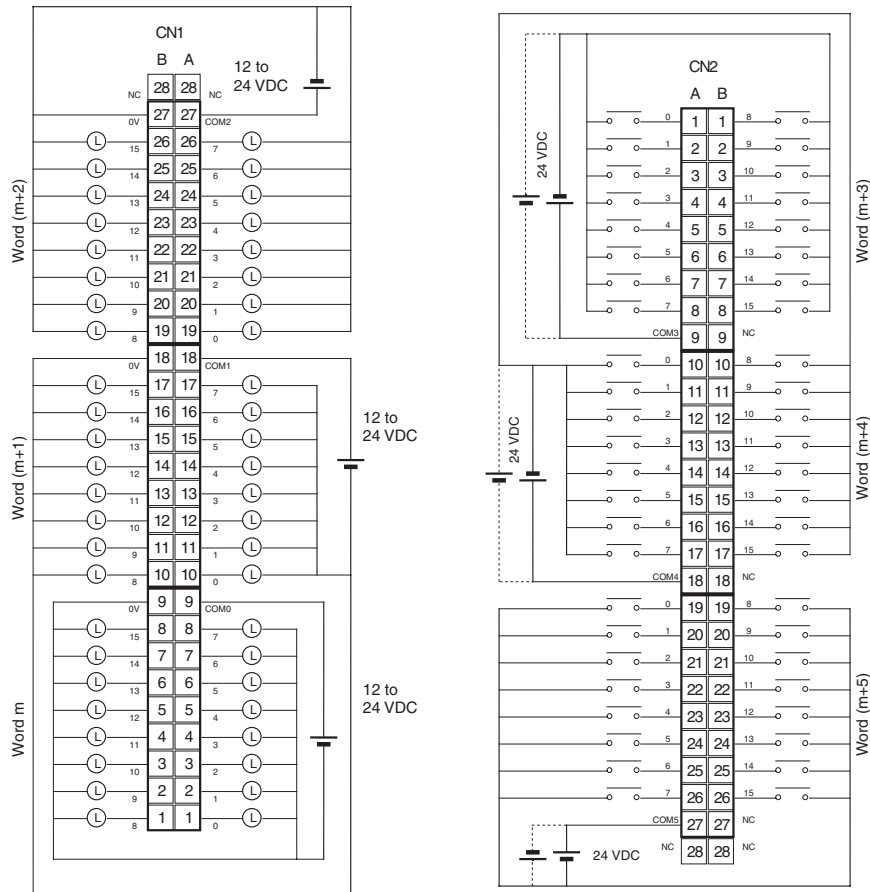 CN1
B A
12 to
24 VDC
NC 28 28 NC
0V 27 27 COM2
L 15 26 26 7 L
L 14 25 25 6 L
L 13 24 24 5 L
L 12 23 23 4 L
L 11 22 22 3 L
L 10 21 21 2 L
L 9 20 20 1 L
L 8 19 19 0 L
Word (m+2)
0V 18 18 COM1
L 15 17 17 7 L
L 14 16 16 6 L
L 13 15 15 5 L
L 12 14 14 4 L
L 11 13 13 3 L
L 10 12 12 2 L
L 9 11 11 1 L
L 8 10 10 0 L
Word (m+1)
12 to
24 VDC
0V 9 9 COM0
L 15 8 8 7 L
L 14 7 7 6 L
L 13 6 6 5 L
L 12 5 5 4 L
L 11 4 4 3 L
L 10 3 3 2 L
L 9 2 2 1 L
L 8 1 1 0 L
Word m
12 to
24 VDC
CN2
A B
0 1 1 8
1 2 2 9
2 3 3 10
3 4 4 11
4 5 5 12
5 6 6 13
6 7 7 14
7 8 8 15
COM3 9 9 NC
24 VDC
Word (m+3)
0 10 10 8
1 11 11 9
2 12 12 10
3 13 13 11
4 14 14 12
5 15 15 13
6 16 16 14
7 17 17 15
COM4 18 18 NC
24 VDC
Word (m+4)
0 19 19 8
1 20 20 9
2 21 21 10
3 22 22 11
4 23 23 12
5 24 24 13
6 25 25 14
7 26 26 15
COM5 27 27 NC
NC 28 28 NC
24 VDC
Word (m+5)